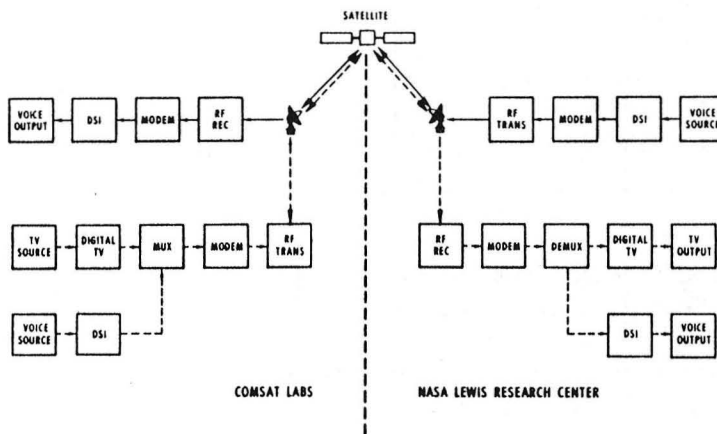 SATELLITE
VOICE
OUTPUT
DSI
MODEM
RF
REC
RF
TRANS
MODEM
DSI
VOICE
SOURCE
TV
SOURCE
DIGITAL
TV
MUX
MODEM
RF
TRANS
RF
REC
MODEM
DEMUX
DIGITAL
TV
TV
OUTPUT
VOICE
SOURCE
DSI
DSI
VOICE
OUTPUT
COMSAT LABS
NASA LEWIS RESEARCH CENTER